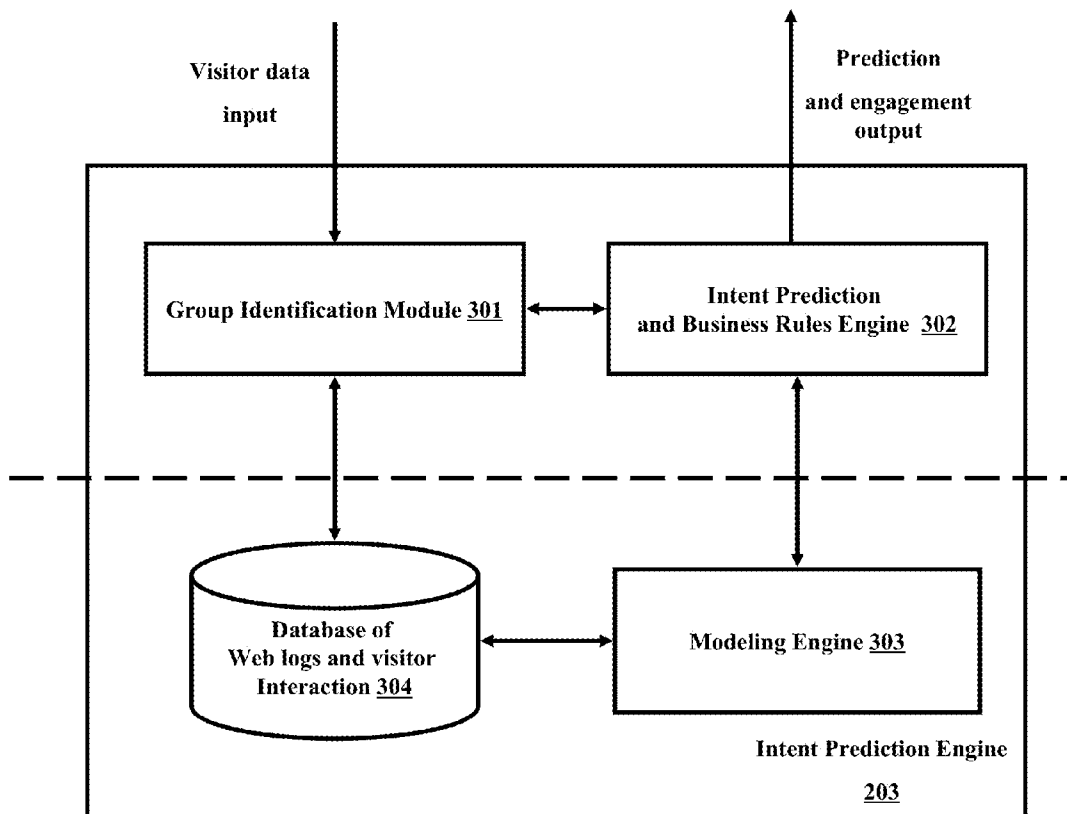 Visitor data
input
Prediction
and engagement
output
Group Identification Module 301
Intent Prediction
and Business Rules Engine 302
Database of
Web logs and visitor
Interaction 304
Modeling Engine 303
Intent Prediction Engine
203